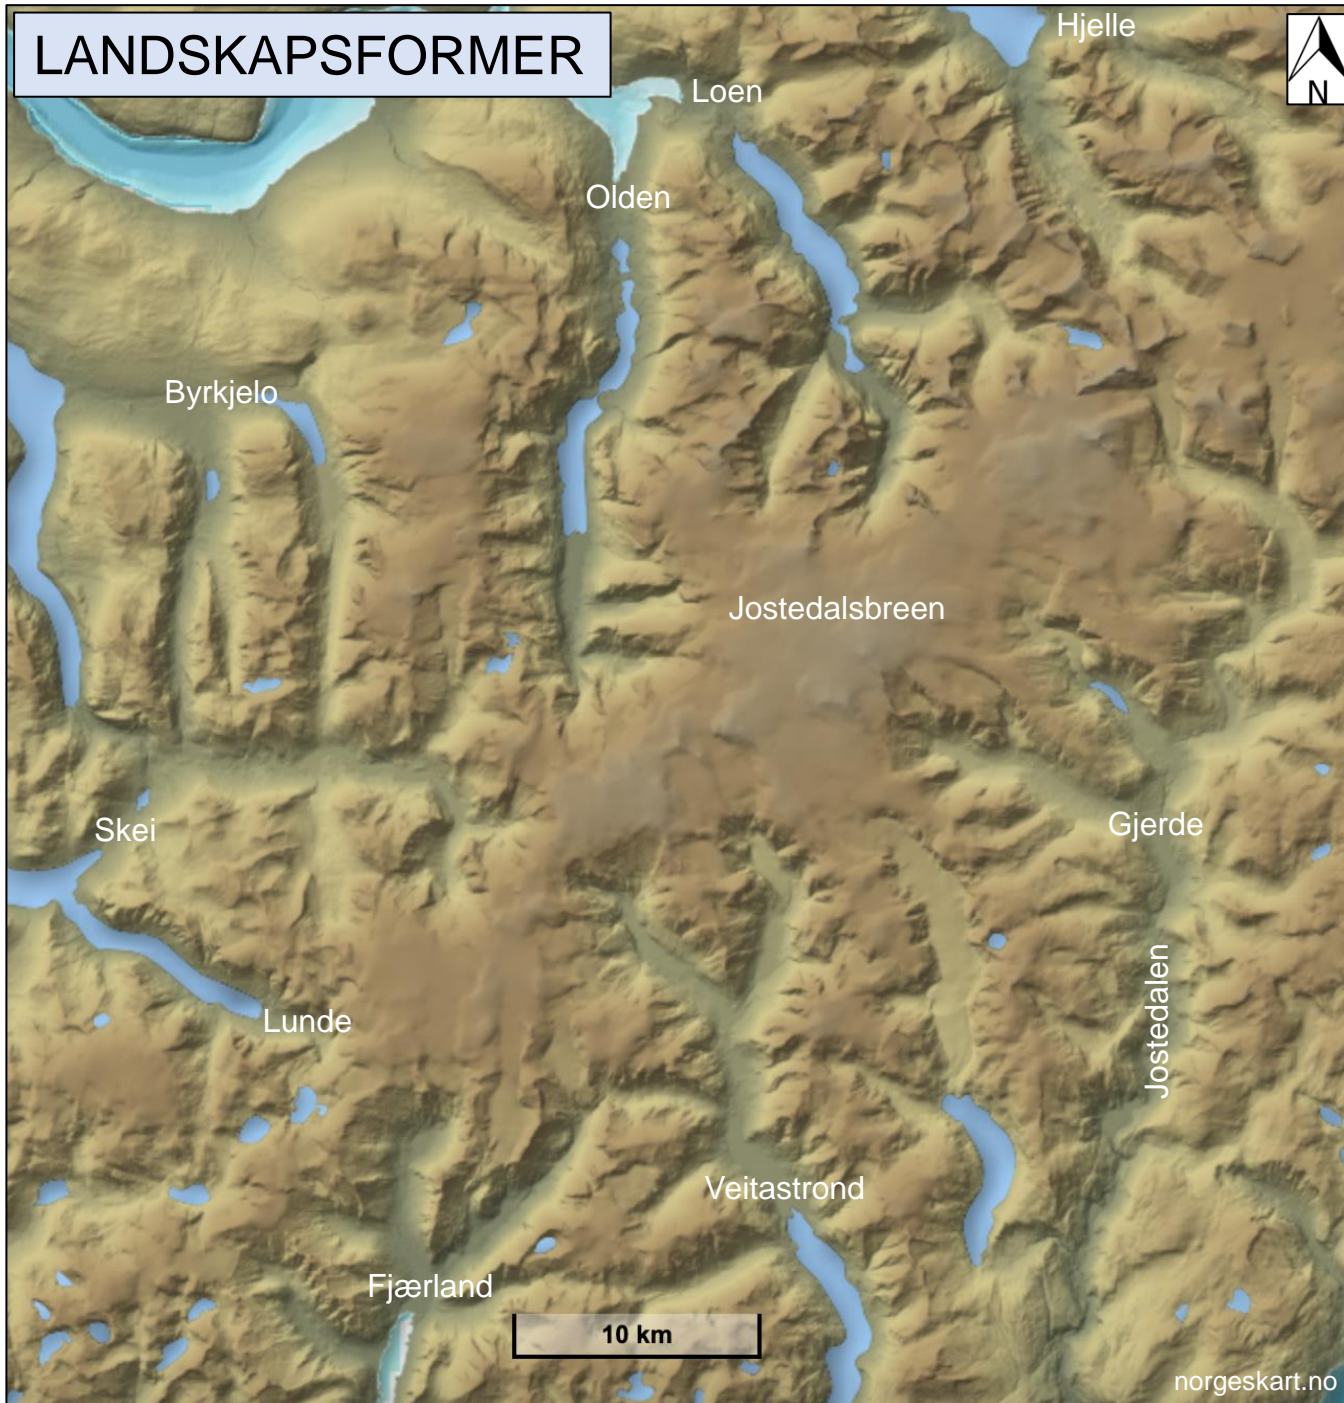 LANDSKAPSFORMER
Hjelle
N
Loen
Olden
Byrkjelo
Jostedalsbreen
Skei
Gjerde
Jostedalen
Lunde
Veitastrond
Fjærland
10 km
norgeskart.no